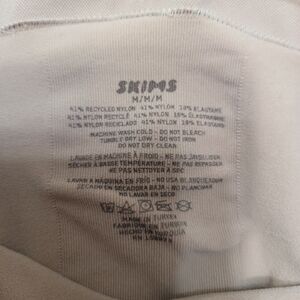 SKIMS
M/M/M
41% RECYCLED NYLON 41% NYLON 18% ELASTANE
41% NYLON RECYCLÉ 41% NYLON 18% ÉLASTHANNE
41% NYLON RECICLADO 41% NYLON 18% ELASTANO
MACHINE WASH COLD - DO NOT BLEACH
TUMBLE DRY LOW - DO NOT IRON
DO NOT DRY CLEAN
LAVAGE EN MACHINE À FROID - NE PAS JAVELLISER
SÉCHER À BASSE TEMPÉRATURE - NE PAS REPASSER
NE PAS NETTOYER À SEC
LAVAR A MÁQUINA EN FRÍO - NO USA BLANQUEADOR
SECADO EN SECADORA BAJA - NO PLANCHAR
NO LAVAR EN SECO
MADE IN TURKEY
FABRIQUÉ EN TURQUIE
HECHO EN TURQUÍA